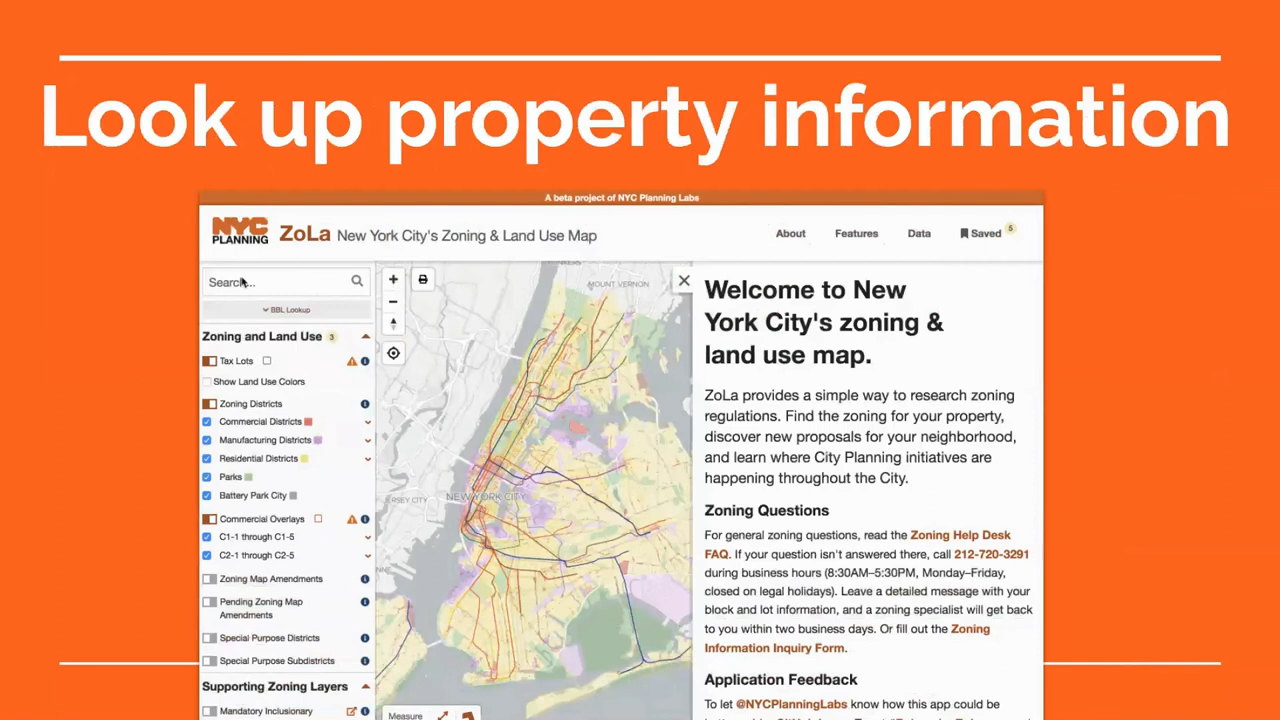 Look up property information
A beta project of NYC Planning Labs
NYC
PLANNING
ZoLa New York City's Zoning & Land Use Map
About Features Data Saved 5
Search...
BBL Lookup
Zoning and Land Use 3
Tax Lots
Show Land Use Colors
Zoning Districts
Commercial Districts
Manufacturing Districts
Residential Districts
Parks
Battery Park City
Commercial Overlays
C1-1 through C1-5
C2-1 through C2-5
Zoning Map Amendments
Pending Zoning Map
Amendments
Special Purpose Districts
Special Purpose Subdistricts
Supporting Zoning Layers
Mandatory Inclusionary
MOUNT VERNON
NEW YORK CITY
Measure
Welcome to New
York City's zoning &
land use map.
ZoLa provides a simple way to research zoning
regulations. Find the zoning for your property,
discover new proposals for your neighborhood,
and learn where City Planning initiatives are
happening throughout the City.
Zoning Questions
For general zoning questions, read the Zoning Help Desk
FAQ. If your question isn't answered there, call 212-720-3291
during business hours (8:30AM–5:30PM, Monday–Friday,
closed on legal holidays). Leave a detailed message with your
block and lot information, and a zoning specialist will get back
to you within two business days. Or fill out the Zoning
Information Inquiry Form.
Application Feedback
To let @NYCPlanningLabs know how this app could be